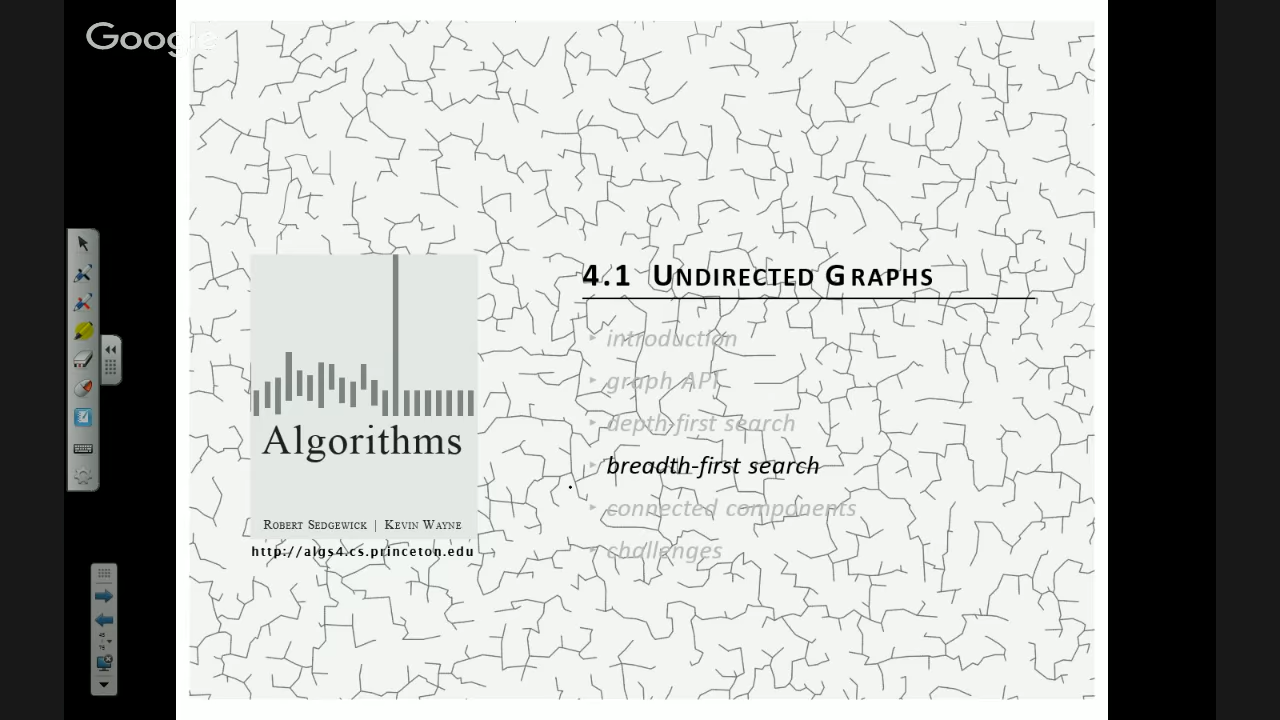 Google
4.1 UNDIRECTED GRAPHS
‣ introduction
‣ graph API
‣ depth-first search
‣ breadth-first search
‣ connected components
‣ challenges
Algorithms
ROBERT SEDGEWICK | KEVIN WAYNE
http://algs4.cs.princeton.edu